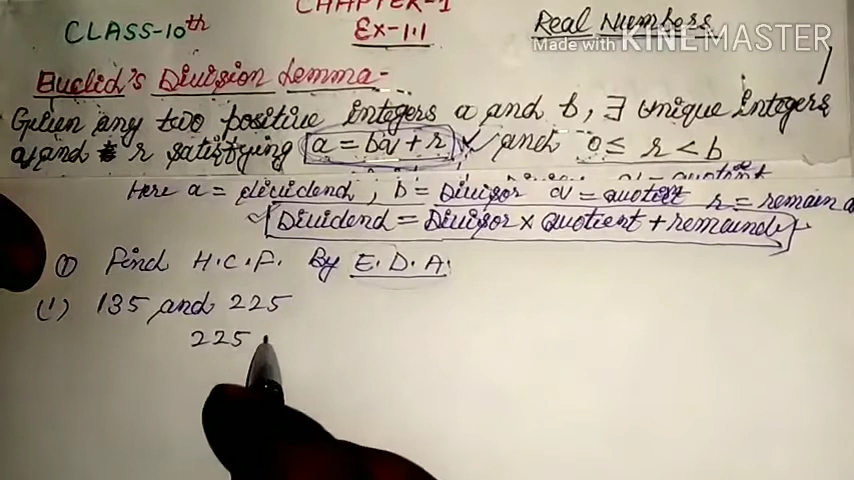 CHAPTER-1
CLASS-10th Ex-1.1 Real Numbers
Made with KINEMASTER
Euclid's Division Lemma-
Given any two positive integers a and b, ∃ unique integers
q and r satisfying a = bq + r and 0 ≤ r < b
Here a = dividend, b = Divisor q = quotient r = remain
Dividend = Divisor × Quotient + remainder
① Find H.C.F. By E.D.A.
(i) 135 and 225
225